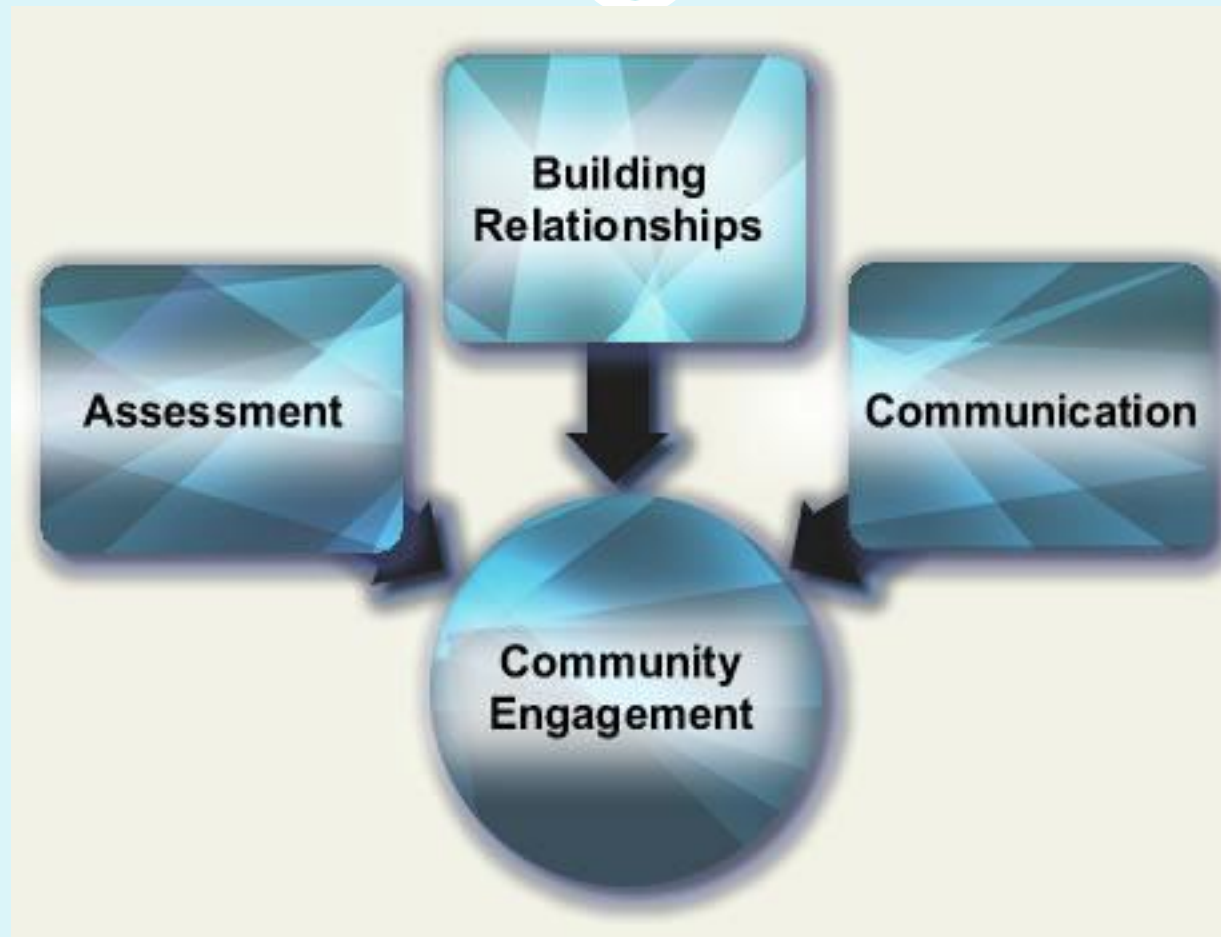 Building
Relationships
Assessment
Communication
Community
Engagement